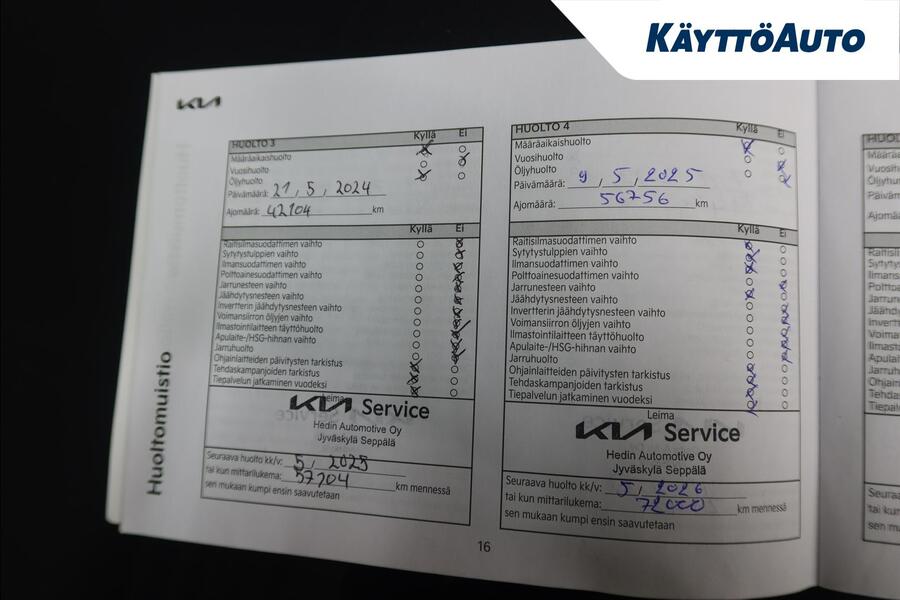 KÄYTTÖAUTO
KIA
HUOLTO 3 Kyllä Ei
Määräaikaishuolto
Vuosihuolto
Öljyhuolto
Päivämäärä: 21, 5, 2024
Ajomäärä: 42104 km
Kyllä Ei
Raitisilmasuodattimen vaihto
Sytytystulppien vaihto
Ilmansuodattimen vaihto
Polttoainesuodattimen vaihto
Jarrunesteen vaihto
Jäähdytysnesteen vaihto
Invertterin jäähdytysnesteen vaihto
Voimansiirron öljyjen vaihto
Ilmastointilaitteen täyttöhuolto
Apulaite-/HSG-hihnan vaihto
Jarruhuolto
Ohjainlaitteiden päivitysten tarkistus
Tehdaskampanjoiden tarkistus
Tiepalvelun jatkaminen vuodeksi
Leima
KIA Service
Hedin Automotive Oy
Jyväskylä Seppälä
Seuraava huolto kk/v: 5, 2025
tai kun mittarilukema: 57104 km mennessä
sen mukaan kumpi ensin saavutetaan
HUOLTO 4 Kyllä Ei
Määräaikaishuolto
Vuosihuolto
Öljyhuolto
Päivämäärä: 9, 5, 2025
Ajomäärä: 56756 km
Kyllä Ei
Raitisilmasuodattimen vaihto
Sytytystulppien vaihto
Ilmansuodattimen vaihto
Polttoainesuodattimen vaihto
Jarrunesteen vaihto
Jäähdytysnesteen vaihto
Invertterin jäähdytysnesteen vaihto
Voimansiirron öljyjen vaihto
Ilmastointilaitteen täyttöhuolto
Apulaite-/HSG-hihnan vaihto
Jarruhuolto
Ohjainlaitteiden päivitysten tarkistus
Tehdaskampanjoiden tarkistus
Tiepalvelun jatkaminen vuodeksi
Leima
KIA Service
Hedin Automotive Oy
Jyväskylä Seppälä
Seuraava huolto kk/v: 5, 2026
tai kun mittarilukema: 72000 km mennessä
sen mukaan kumpi ensin saavutetaan
Huoltomuistio
16